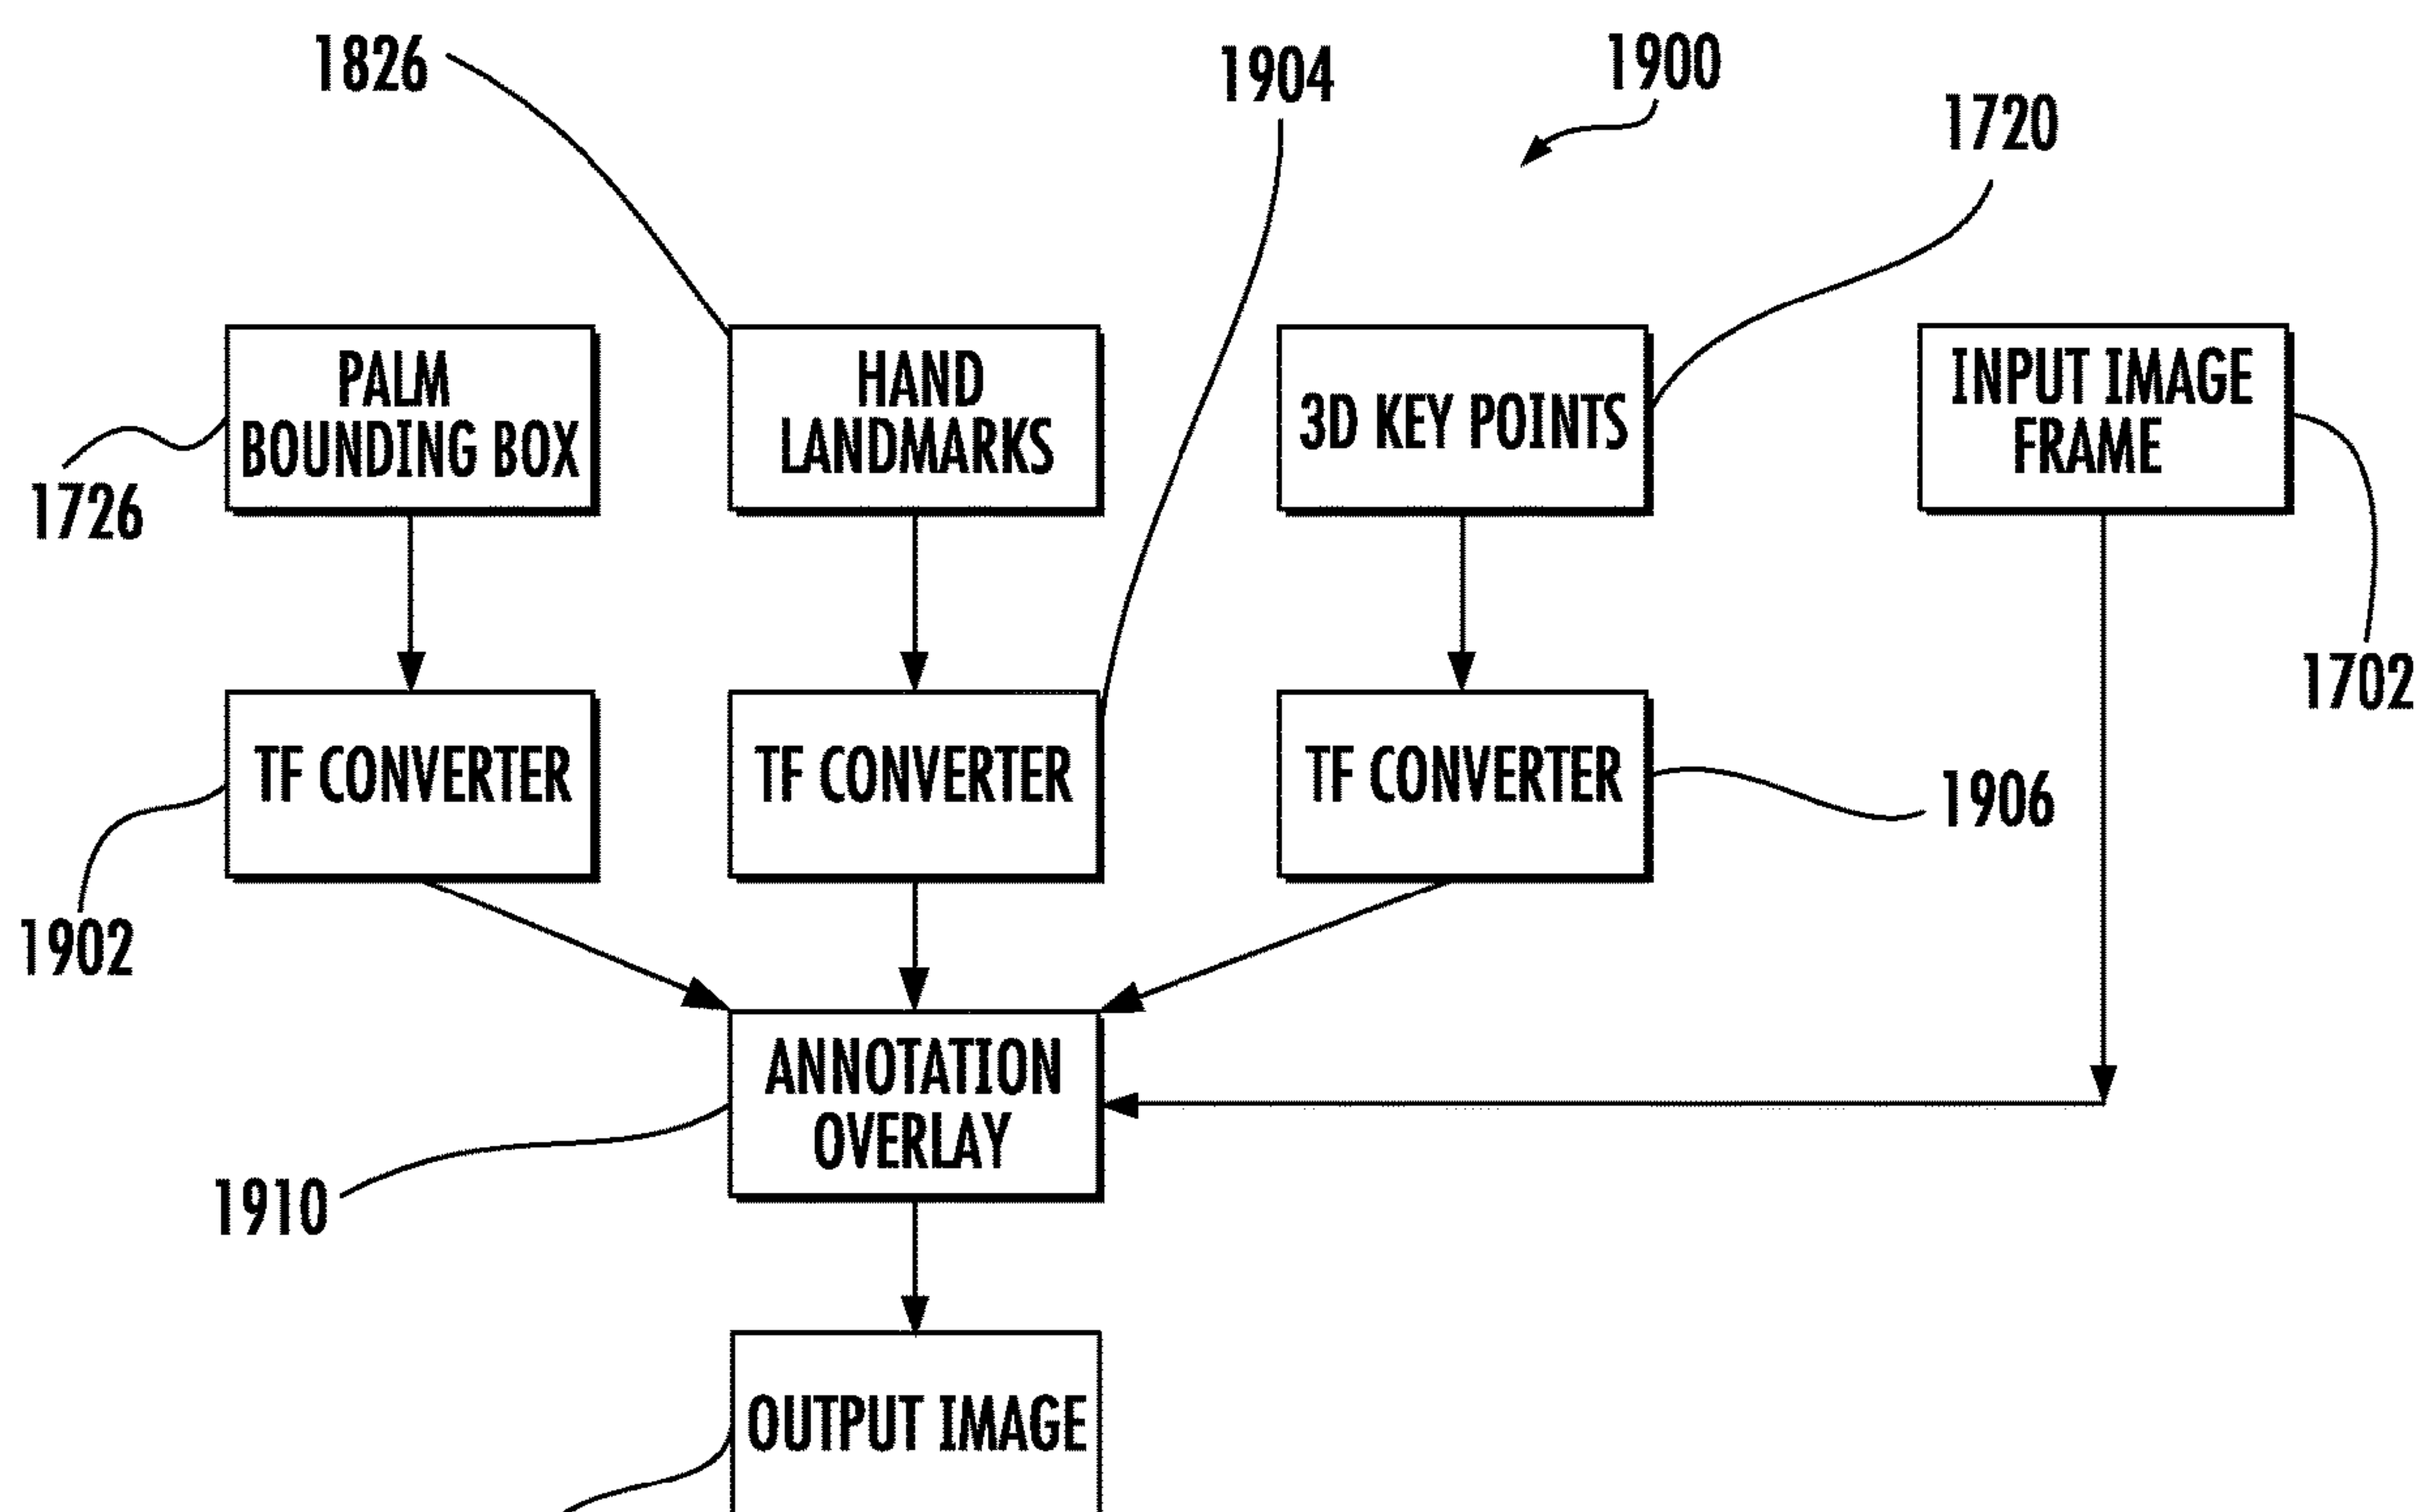 1826
1904
1900
1720
PALM
BOUNDING BOX
HAND
LANDMARKS
3D KEY POINTS
INPUT IMAGE
FRAME
1726
1702
TF CONVERTER
TF CONVERTER
TF CONVERTER
1906
1902
ANNOTATION
OVERLAY
1910
OUTPUT IMAGE